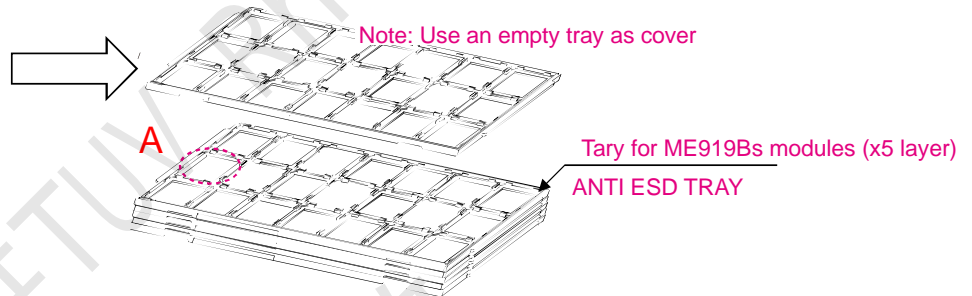 Note: Use an empty tray as cover
A
Tary for ME919Bs modules (x5 layer)
ANTI ESD TRAY